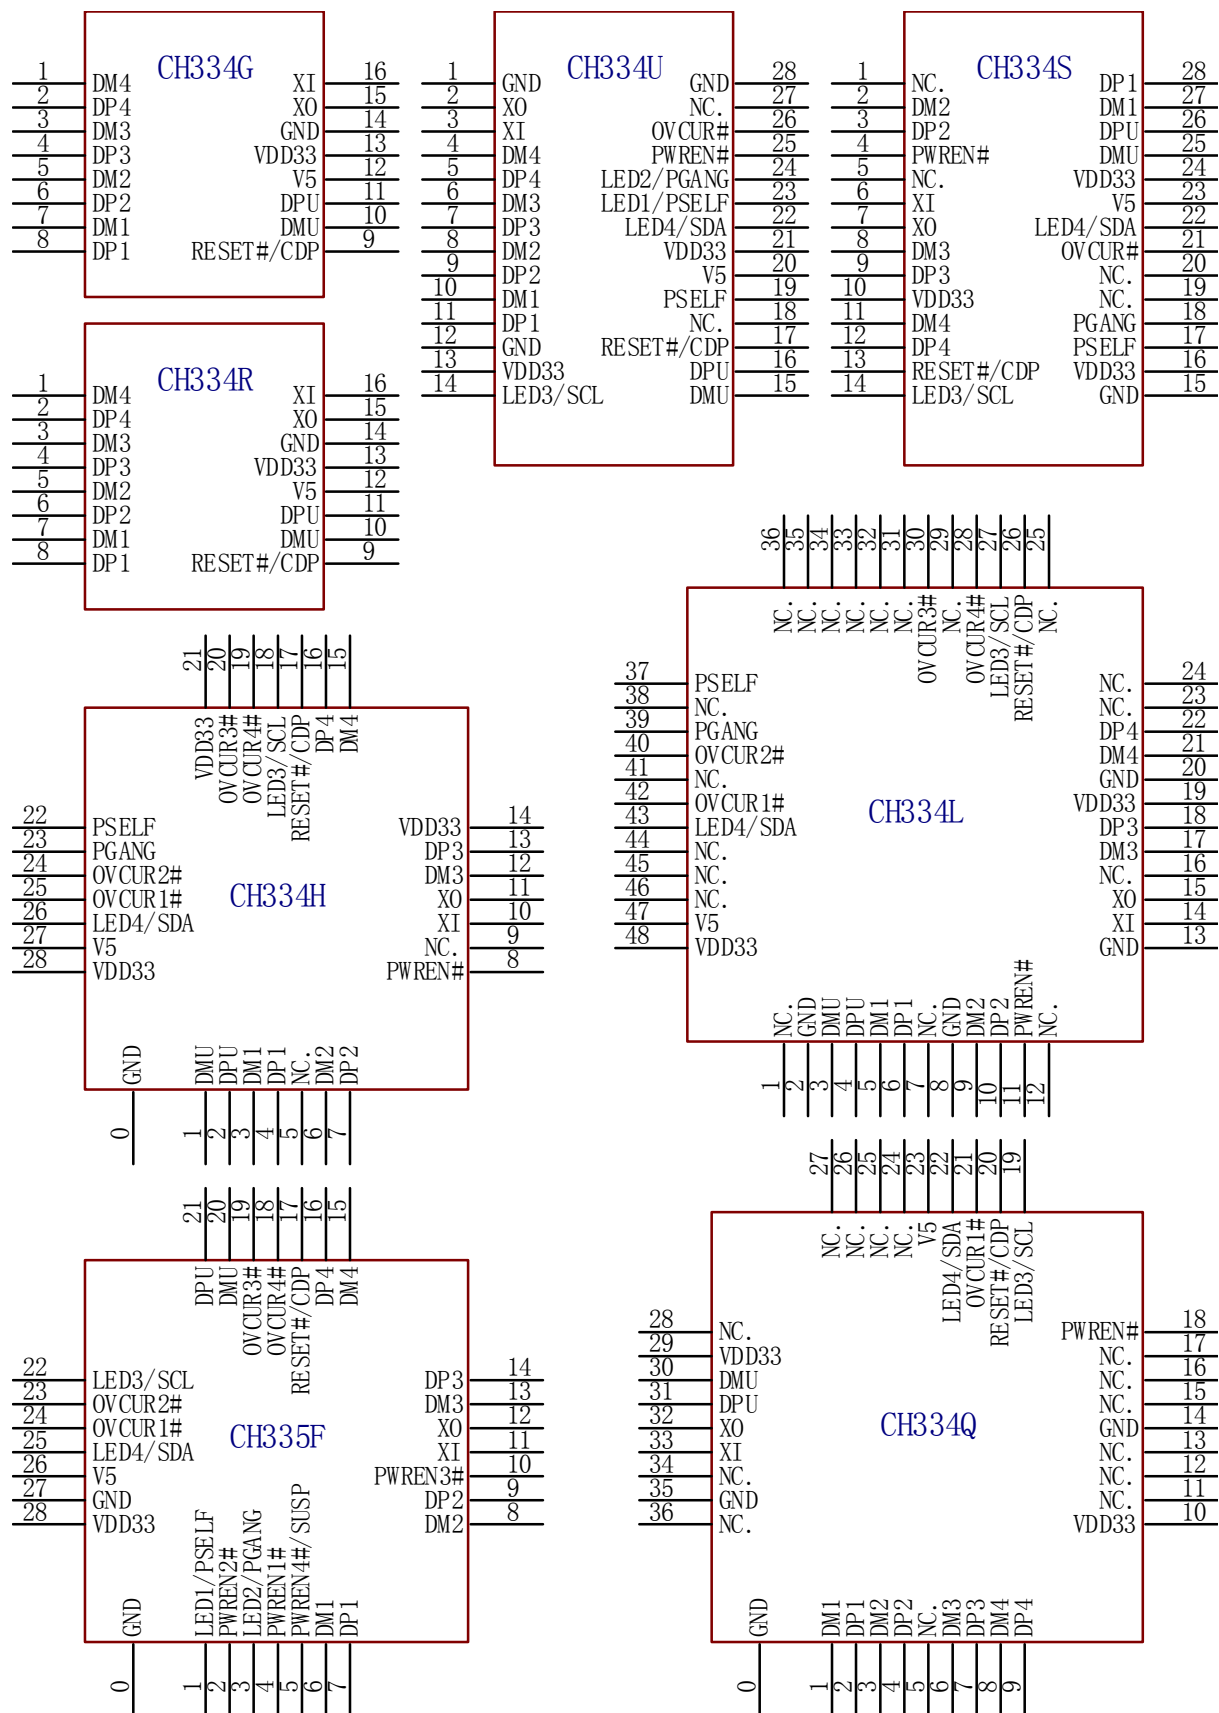 CH334G
1 DM4 XI 16
2 DP4 XO 15
3 DM3 GND 14
4 DP3 VDD33 13
5 DM2 V5 12
6 DP2 DPU 11
7 DM1 DMU 10
8 DP1 RESET#/CDP 9
CH334U
1 GND GND 28
2 XO NC. 27
3 XI OVCUR# 26
4 DM4 PWREN# 25
5 DP4 LED2/PGANG 24
6 DM3 LED1/PSELF 23
7 DP3 LED4/SDA 22
8 DM2 VDD33 21
9 DP2 V5 20
10 DM1 PSELF 19
11 DP1 NC. 18
12 GND RESET#/CDP 17
13 VDD33 DPU 16
14 LED3/SCL DMU 15
CH334S
1 NC. DP1 28
2 DM2 DM1 27
3 DP2 DPU 26
4 PWREN# DMU 25
5 NC. VDD33 24
6 XI V5 23
7 XO LED4/SDA 22
8 DM3 OVCUR# 21
9 DP3 NC. 20
10 VDD33 NC. 19
11 DM4 PGANG 18
12 DP4 PSELF 17
13 RESET#/CDP VDD33 16
14 LED3/SCL GND 15
CH334R
1 DM4 XI 16
2 DP4 XO 15
3 DM3 GND 14
4 DP3 VDD33 13
5 DM2 V5 12
6 DP2 DPU 11
7 DM1 DMU 10
8 DP1 RESET#/CDP 9
21 20 19 18 17 16 15
VDD33 OVCUR3# OVCUR4# LED3/SCL RESET#/CDP DP4 DM4
22 PSELF VDD33 14
23 PGANG DP3 13
24 OVCUR2# DM3 12
25 OVCUR1# XO 11
CH334H
26 LED4/SDA XI 10
27 V5 NC. 9
28 VDD33 PWREN# 8
GND DMU DPU DM1 DP1 NC. DM2 DP2
0 1 2 3 4 5 6 7
36 35 34 33 32 31 30 29 28 27 26 25
NC. NC. NC. NC. NC. NC. OVCUR3# NC. OVCUR4# LED3/SCL RESET#/CDP NC.
37 PSELF NC. 24
38 NC. NC. 23
39 PGANG DP4 22
40 OVCUR2# DM4 21
41 NC. GND 20
42 OVCUR1# VDD33 19
CH334L
43 LED4/SDA DP3 18
44 NC. DM3 17
45 NC. NC. 16
46 NC. XO 15
47 V5 XI 14
48 VDD33 GND 13
NC. GND DMU DPU DM1 DP1 NC. GND DM2 DP2 PWREN# NC.
1 2 3 4 5 6 7 8 9 10 11 12
21 20 19 18 17 16 15
DPU DMU OVCUR3# OVCUR4# RESET#/CDP DP4 DM4
22 LED3/SCL DP3 14
23 OVCUR2# DM3 13
24 OVCUR1# XO 12
CH335F
25 LED4/SDA XI 11
26 V5 PWREN3# 10
27 GND DP2 9
28 VDD33 DM2 8
GND LED1/PSELF PWREN2# LED2/PGANG PWREN1# PWREN4#/SUSP DM1 DP1
0 1 2 3 4 5 6 7
27 26 25 24 23 22 21 20 19
NC. NC. NC. NC. V5 LED4/SDA OVCUR1# RESET#/CDP LED3/SCL
28 NC. PWREN# 18
29 VDD33 NC. 17
30 DMU NC. 16
31 DPU NC. 15
CH334Q
32 XO GND 14
33 XI NC. 13
34 NC. NC. 12
35 GND NC. 11
36 NC. VDD33 10
GND DM1 DP1 DM2 DP2 NC. DM3 DP3 DM4 DP4
0 1 2 3 4 5 6 7 8 9